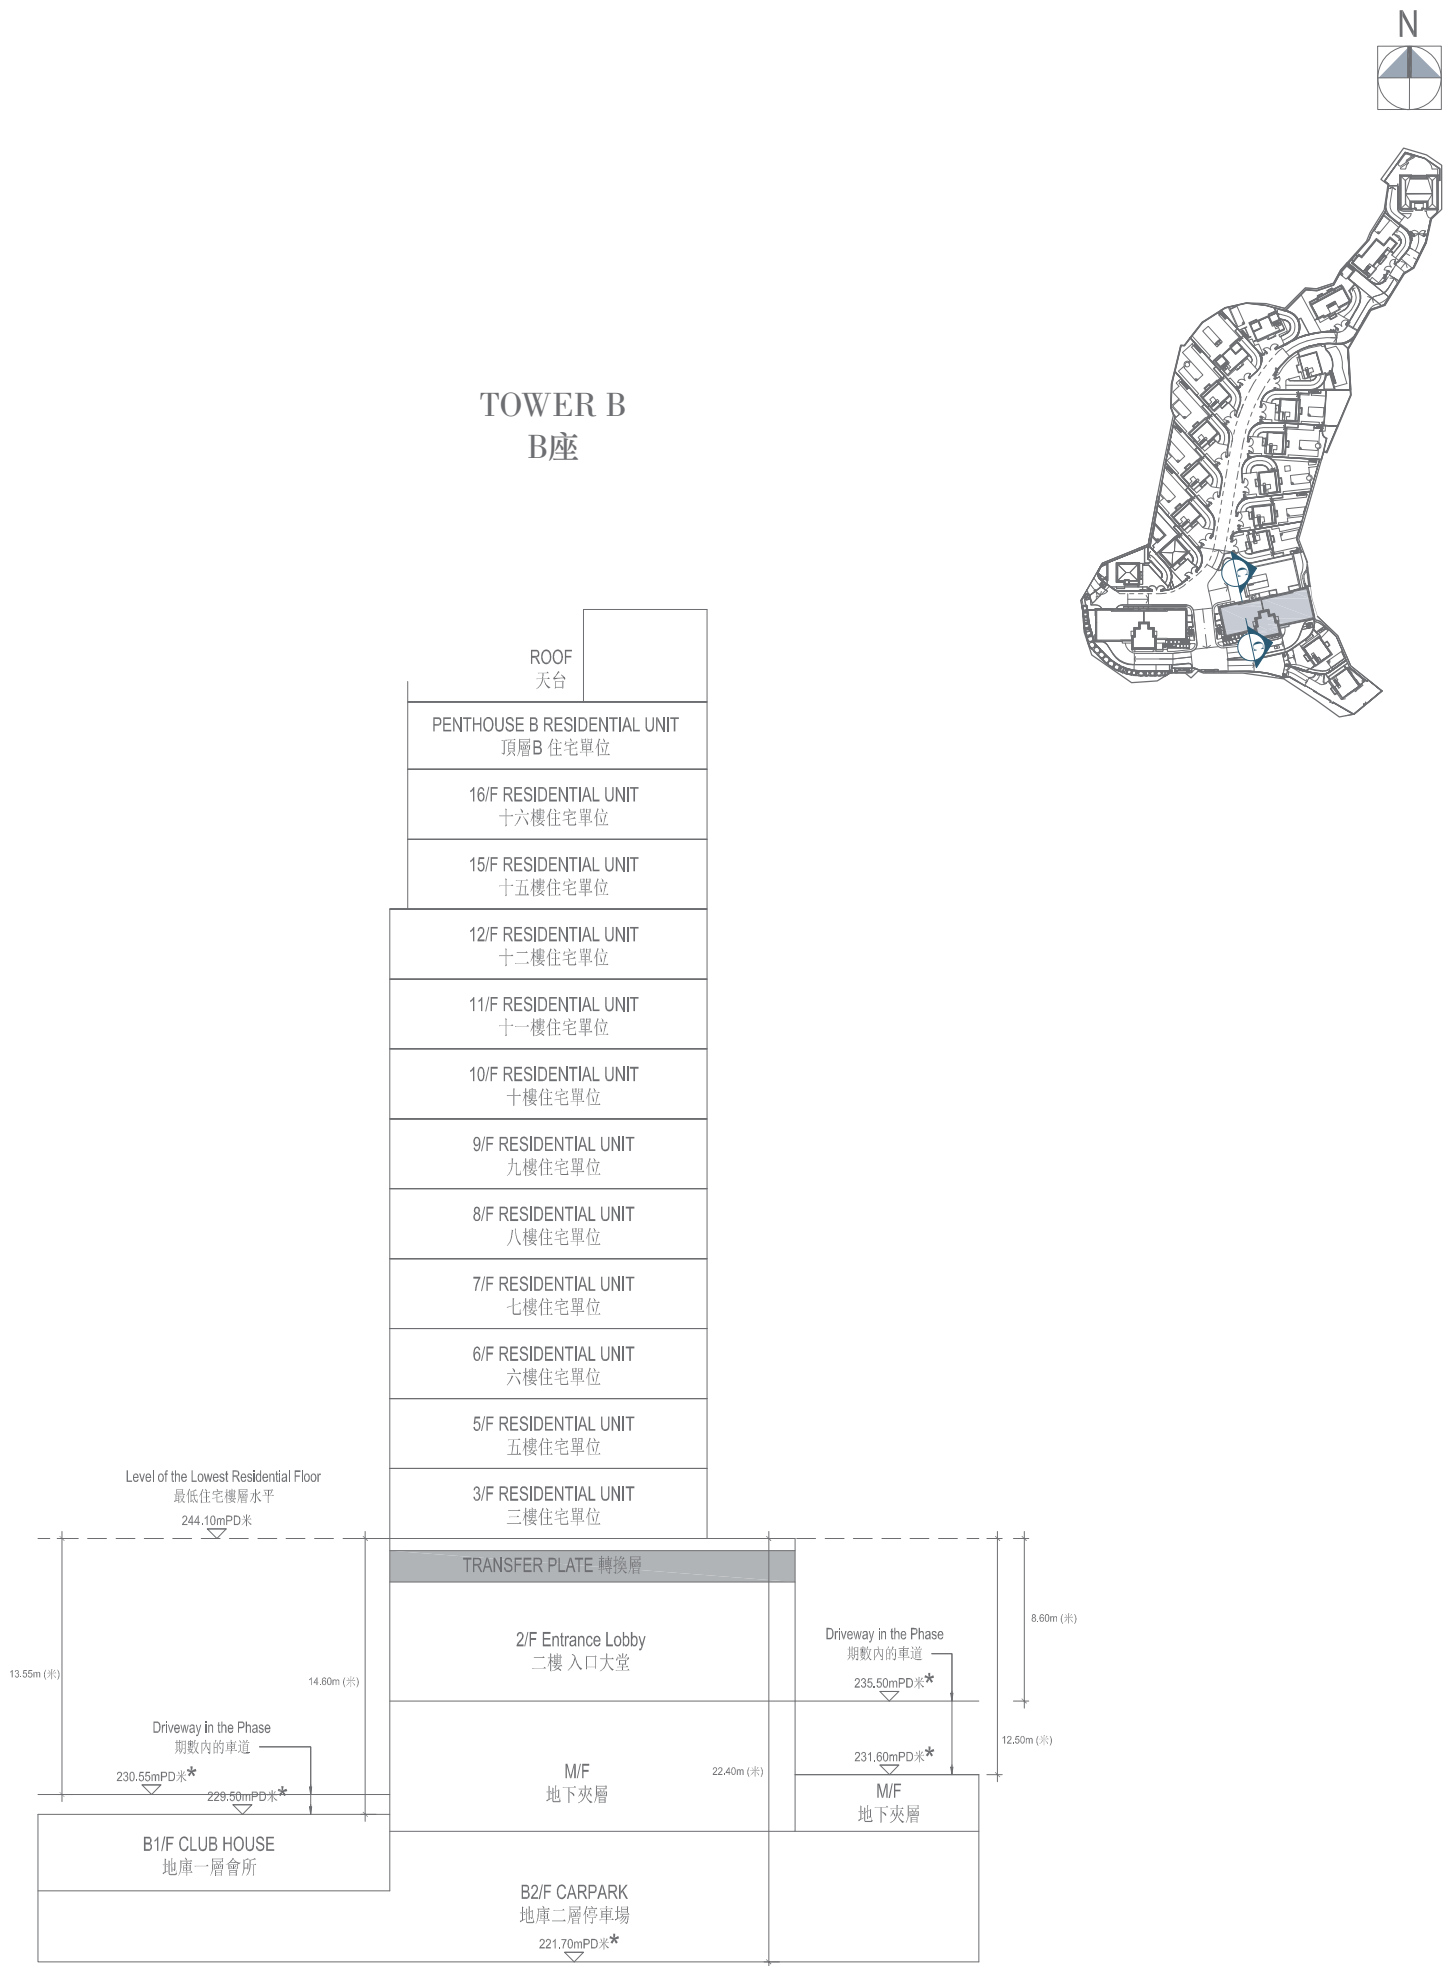 N
TOWER B
B座
ROOF
天台
PENTHOUSE B RESIDENTIAL UNIT
頂層B 住宅單位
16/F RESIDENTIAL UNIT
十六樓住宅單位
15/F RESIDENTIAL UNIT
十五樓住宅單位
12/F RESIDENTIAL UNIT
十二樓住宅單位
11/F RESIDENTIAL UNIT
十一樓住宅單位
10/F RESIDENTIAL UNIT
十樓住宅單位
9/F RESIDENTIAL UNIT
九樓住宅單位
8/F RESIDENTIAL UNIT
八樓住宅單位
7/F RESIDENTIAL UNIT
七樓住宅單位
6/F RESIDENTIAL UNIT
六樓住宅單位
5/F RESIDENTIAL UNIT
五樓住宅單位
3/F RESIDENTIAL UNIT
三樓住宅單位
Level of the Lowest Residential Floor
最低住宅樓層水平
244.10mPD米
TRANSFER PLATE 轉換層
2/F Entrance Lobby
二樓 入口大堂
8.60m (米)
Driveway in the Phase
期數內的車道
235.50mPD米*
13.55m (米)
14.60m (米)
Driveway in the Phase
期數內的車道
230.55mPD米*
229.50mPD米*
12.50m (米)
231.60mPD米*
22.40m (米)
M/F
地下夾層
M/F
地下夾層
B1/F CLUB HOUSE
地庫一層會所
B2/F CARPARK
地庫二層停車場
221.70mPD米*